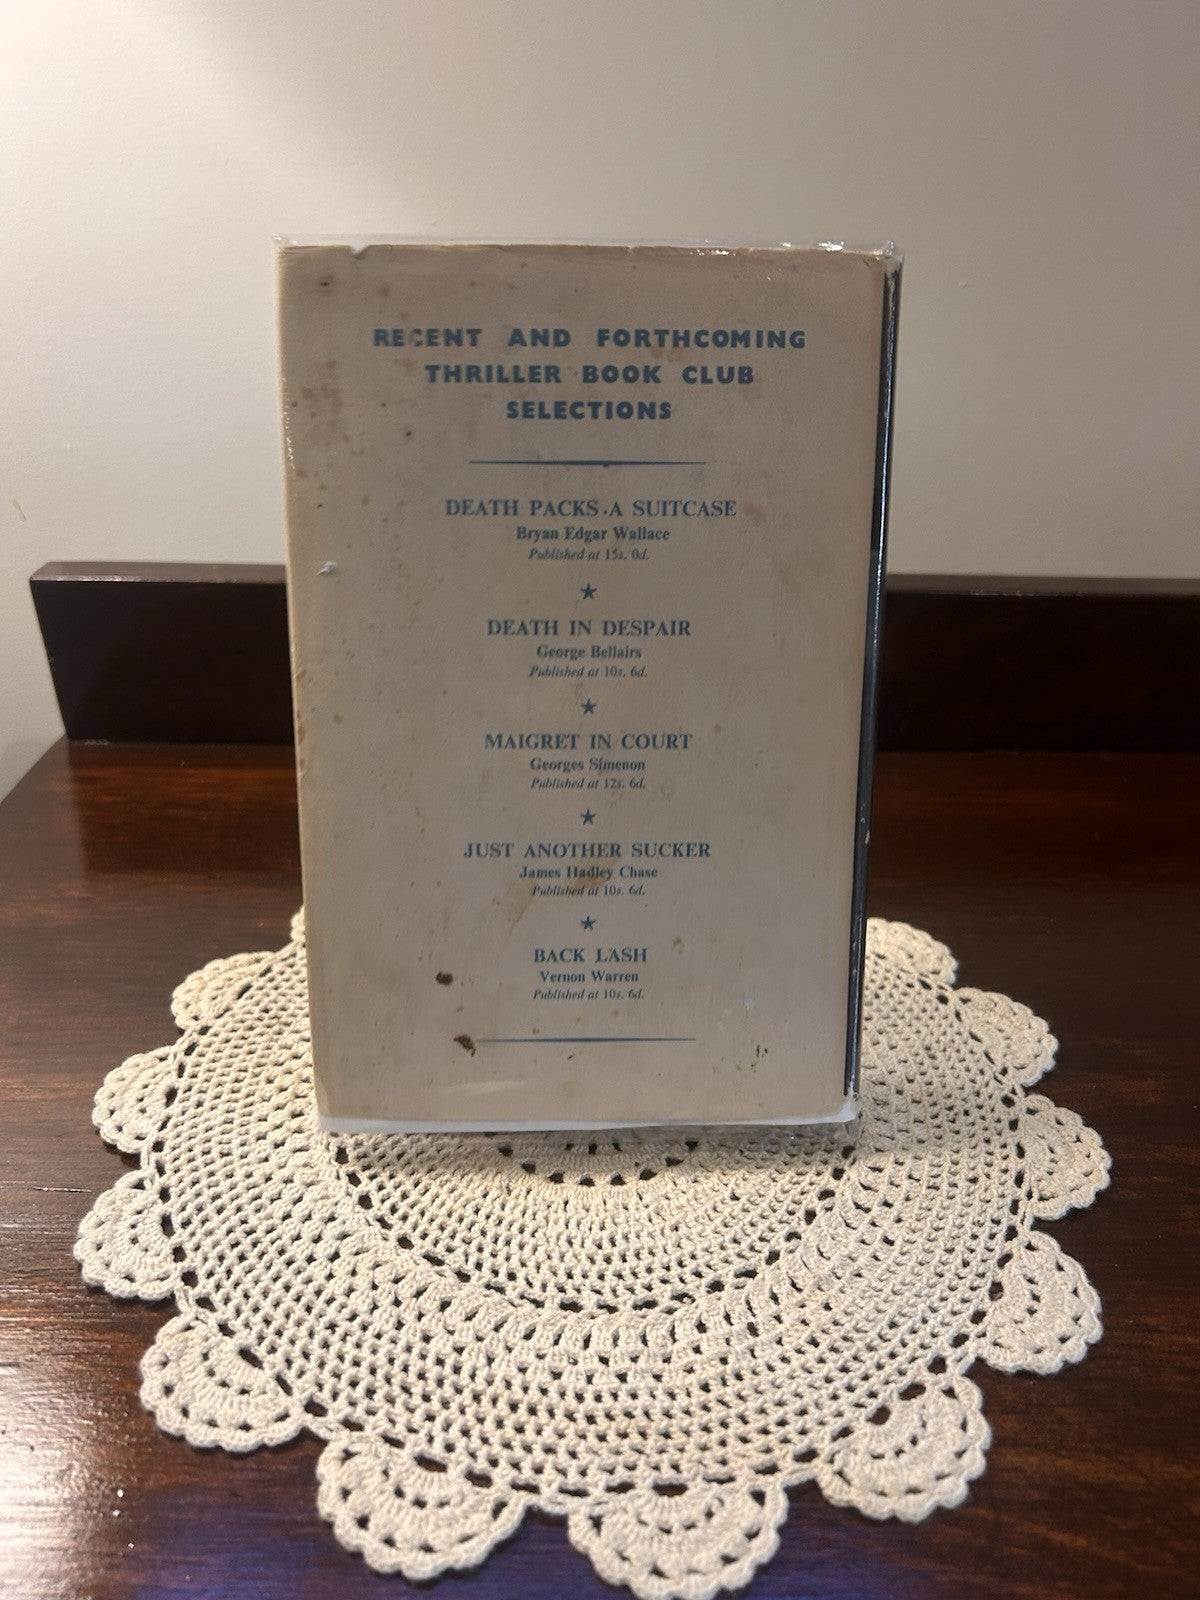 RECENT AND FORTHCOMING
THRILLER BOOK CLUB
SELECTIONS
DEATH PACKS A SUITCASE
Bryan Edgar Wallace
Published at 15s. 0d.
★
DEATH IN DESPAIR
George Bellairs
Published at 10s. 6d.
★
MAIGRET IN COURT
Georges Simenon
Published at 12s. 6d.
★
JUST ANOTHER SUCKER
James Hadley Chase
Published at 10s. 6d.
★
BACK LASH
Vernon Warren
Published at 10s. 6d.